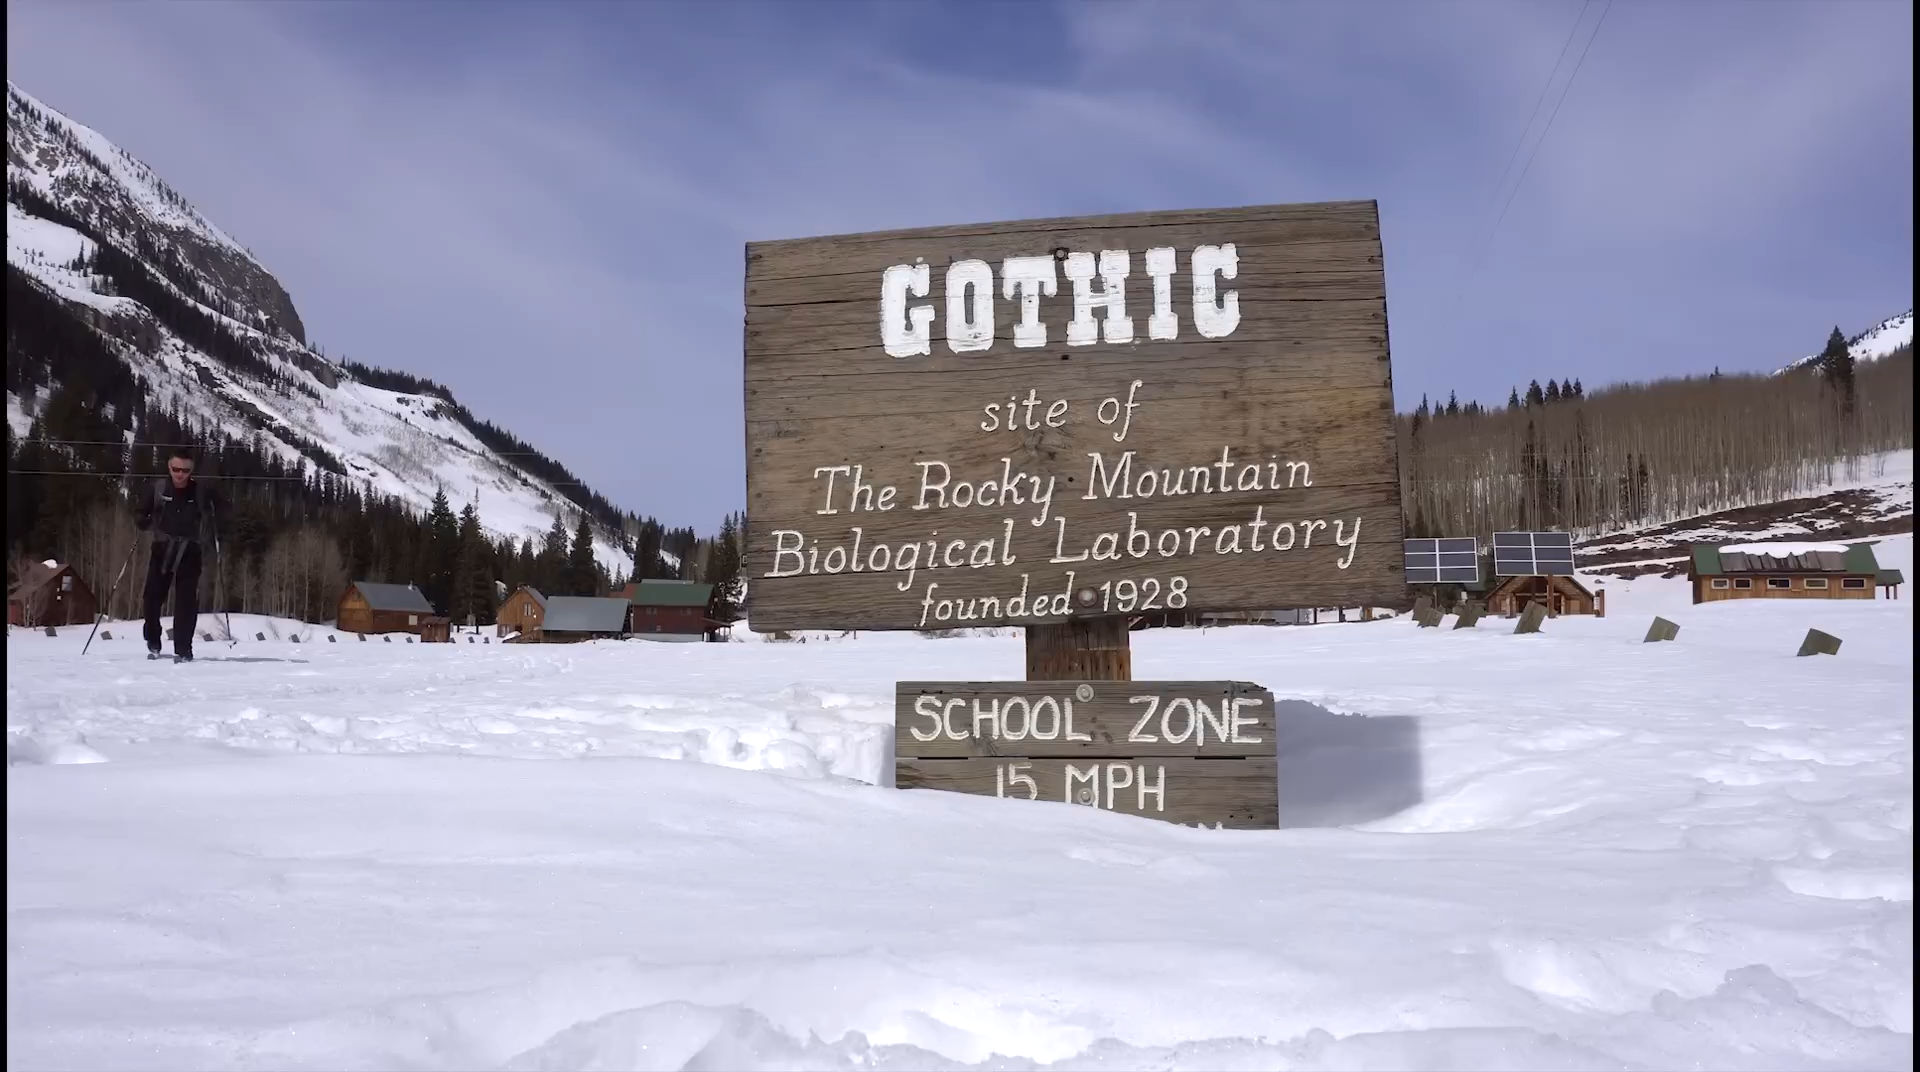 GOTHIC
site of
The Rocky Mountain
Biological Laboratory
founded 1928
SCHOOL ZONE
15 MPH